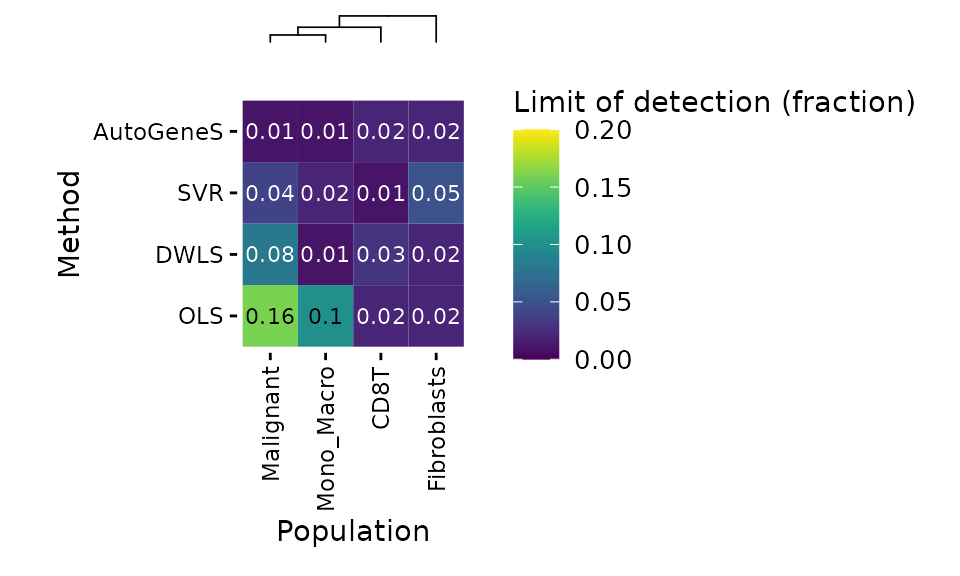 Limit of detection (fraction)
0.20
0.15
0.10
0.05
0.00
Method
AutoGeneS 0.01 0.01 0.02 0.02
SVR 0.04 0.02 0.01 0.05
DWLS 0.08 0.01 0.03 0.02
OLS 0.16 0.1 0.02 0.02
Malignant
Mono_Macro
CD8T
Fibroblasts
Population